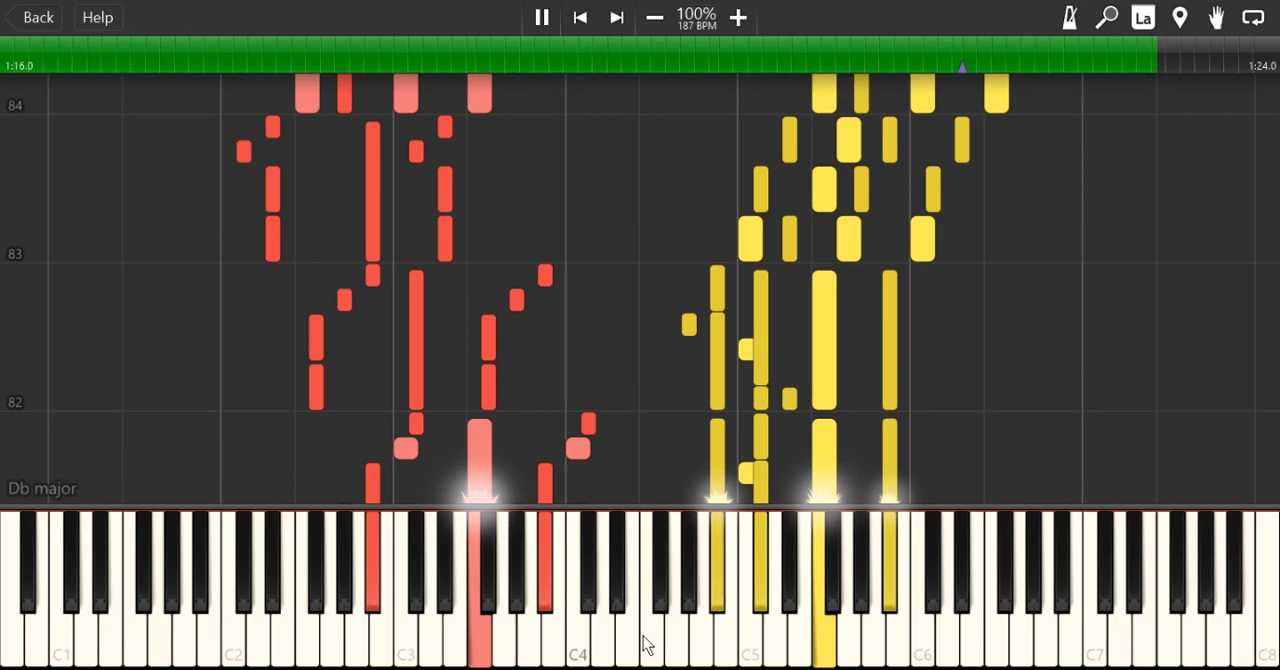 Back Help 100% La
187 BPM
1:16.0 1:24.0
84
83
82
Db major
C1 C2 C3 C4 C5 C6 C7 C8